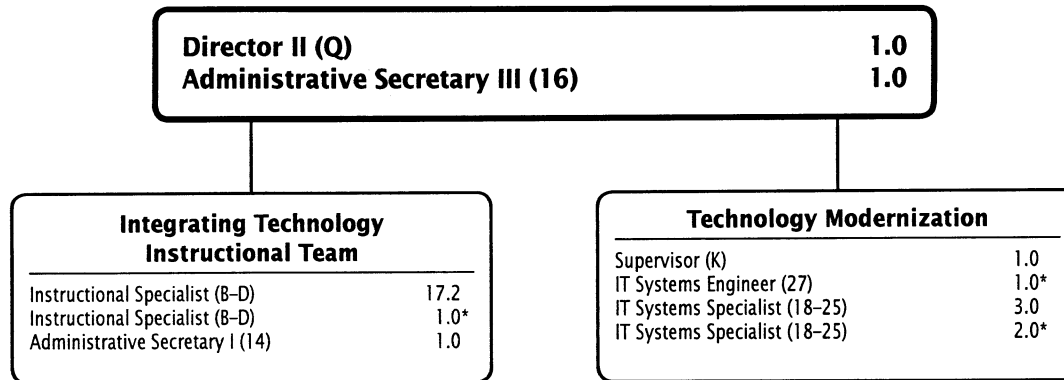 Director II (Q) 1.0
Administrative Secretary III (16) 1.0
Integrating Technology
Instructional Team
Instructional Specialist (B–D) 17.2
Instructional Specialist (B–D) 1.0*
Administrative Secretary I (14) 1.0
Technology Modernization
Supervisor (K) 1.0
IT Systems Engineer (27) 1.0*
IT Systems Specialist (18–25) 3.0
IT Systems Specialist (18–25) 2.0*